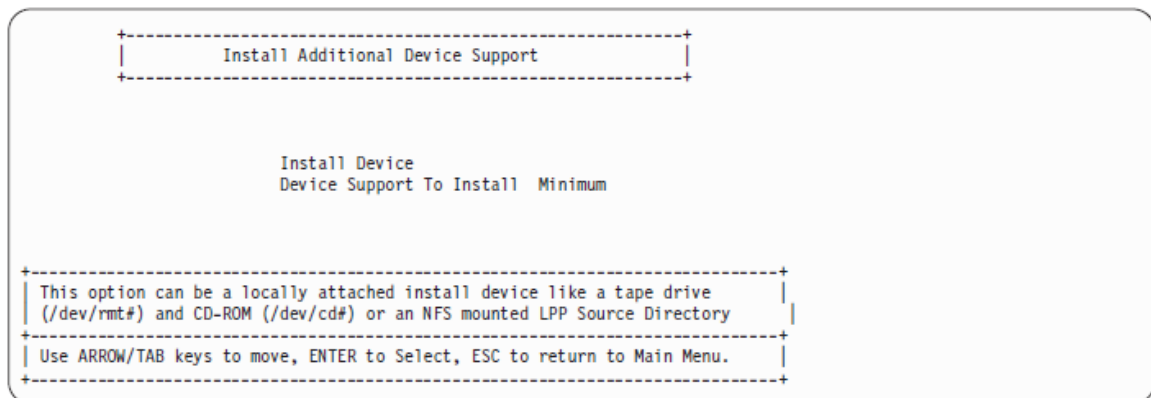 Install Additional Device Support
Install Device
Device Support To Install Minimum
This option can be a locally attached install device like a tape drive
(/dev/rmt#) and CD-ROM (/dev/cd#) or an NFS mounted LPP Source Directory
Use ARROW/TAB keys to move, ENTER to Select, ESC to return to Main Menu.